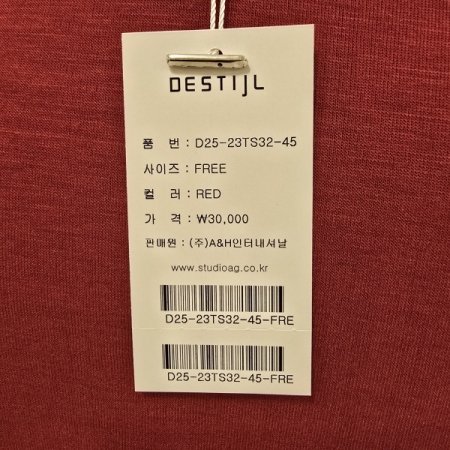 DESTIJL
품 번 : D25-23TS32-45
사이즈 : FREE
컬 러 : RED
가 격 : ₩30,000
판매원 : (주)A&H인터내셔날
www.studioag.co.kr
D25-23TS32-45-FRE
D25-23TS32-45-FRE